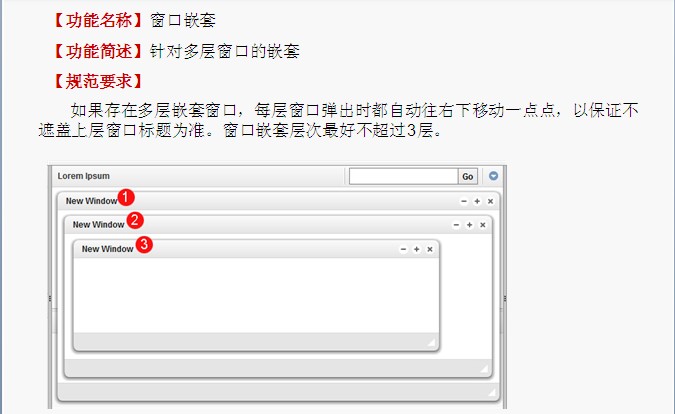 【功能名称】窗口嵌套
【功能简述】针对多层窗口的嵌套
【规范要求】
如果存在多层嵌套窗口，每层窗口弹出时都自动往右下移动一点点，以保证不
遮盖上层窗口标题为准。窗口嵌套层次最好不超过3层。
Lorem Ipsum Go
New Window 1
New Window 2
New Window 3